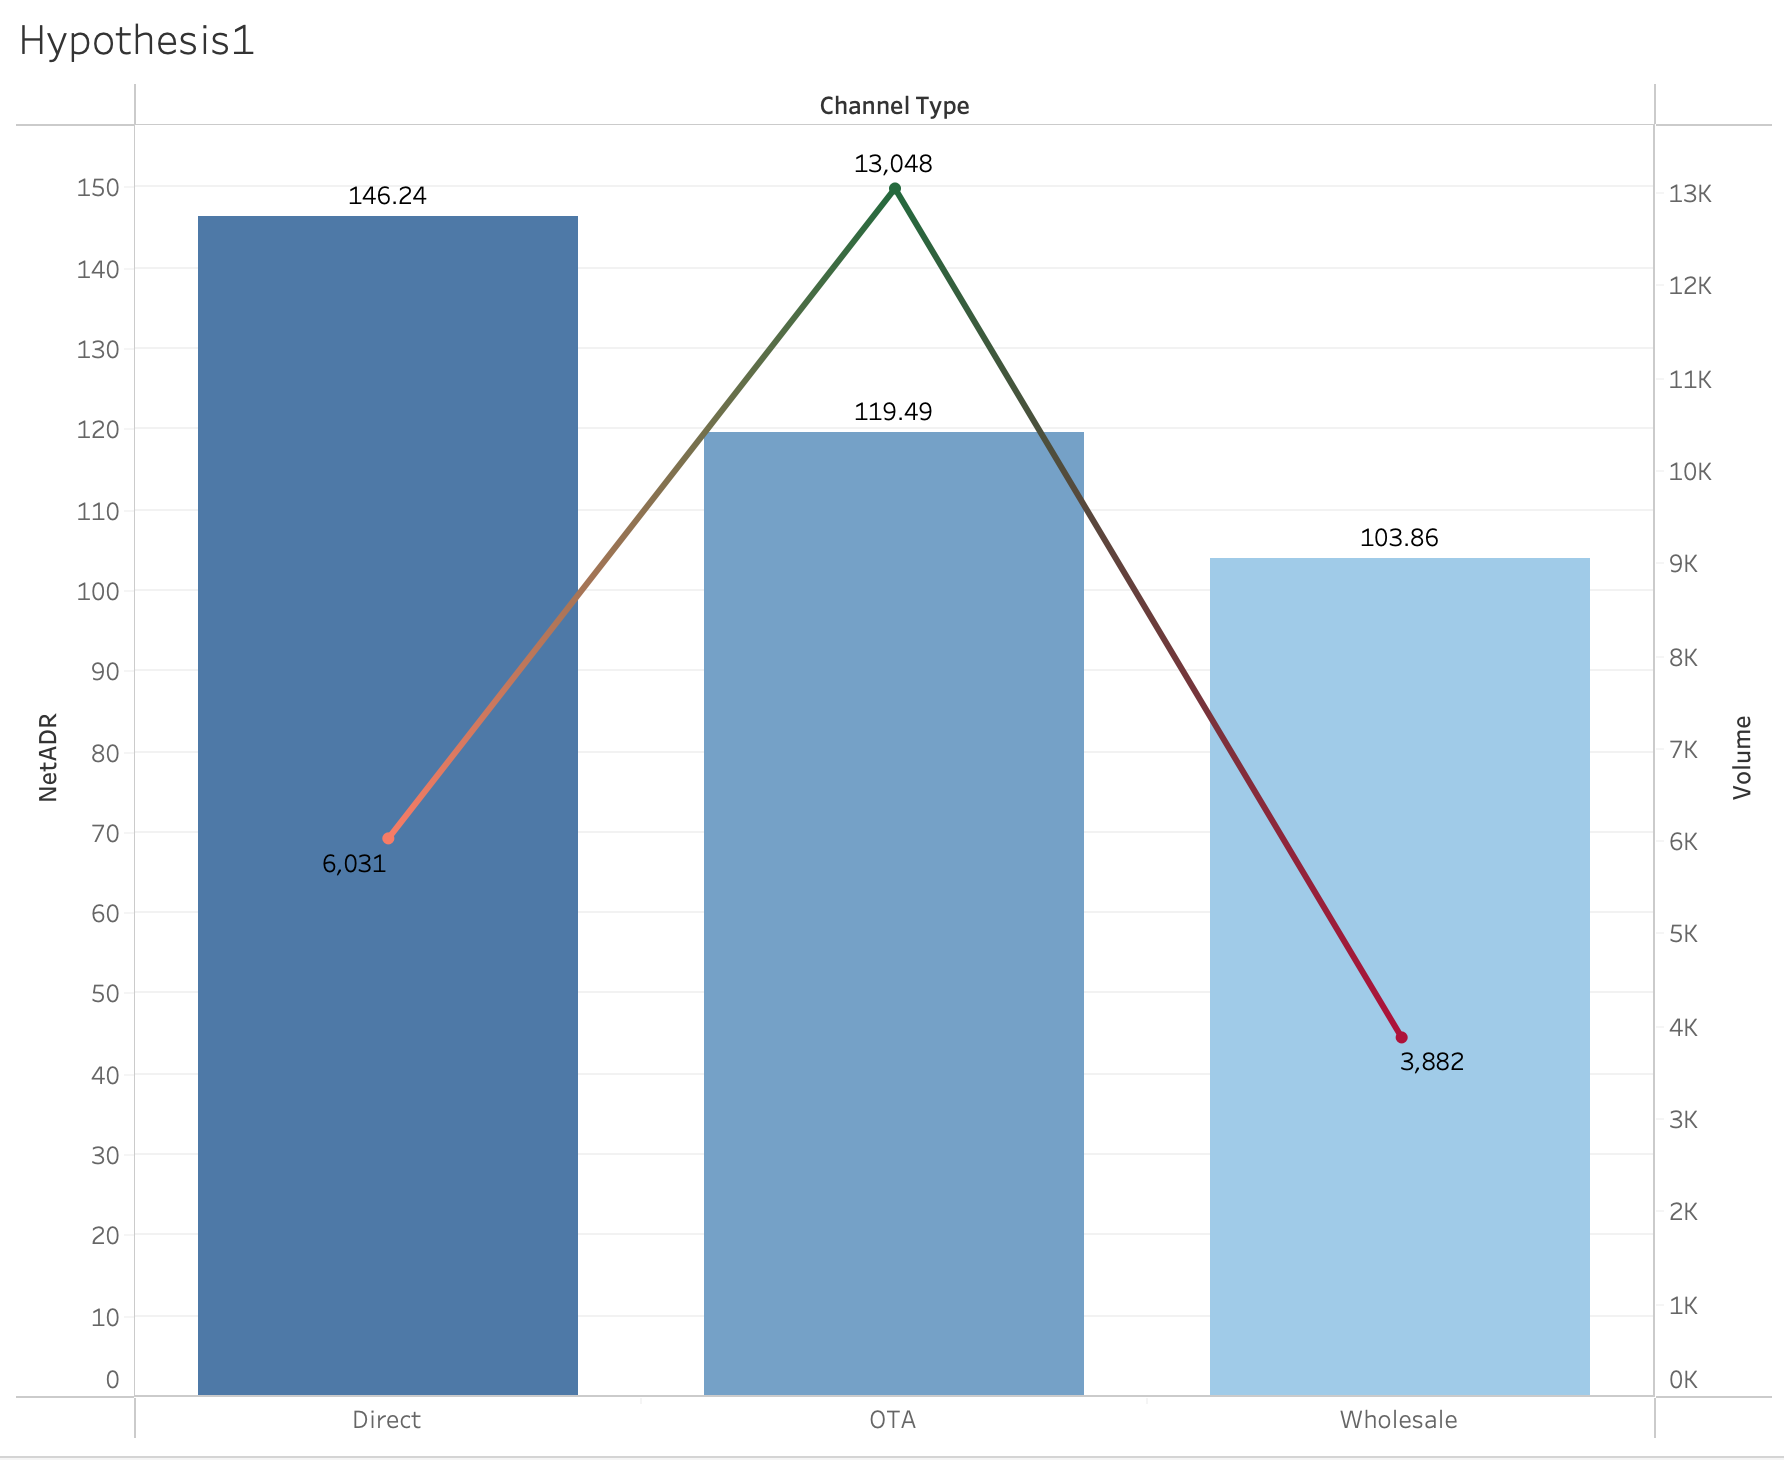 Hypothesis1
Channel Type
13,048
146.24
119.49
103.86
6,031
3,882
150
140
130
120
110
100
90
80
70
60
50
40
30
20
10
0
NetADR
13K
12K
11K
10K
9K
8K
7K
6K
5K
4K
3K
2K
1K
0K
Volume
Direct
OTA
Wholesale